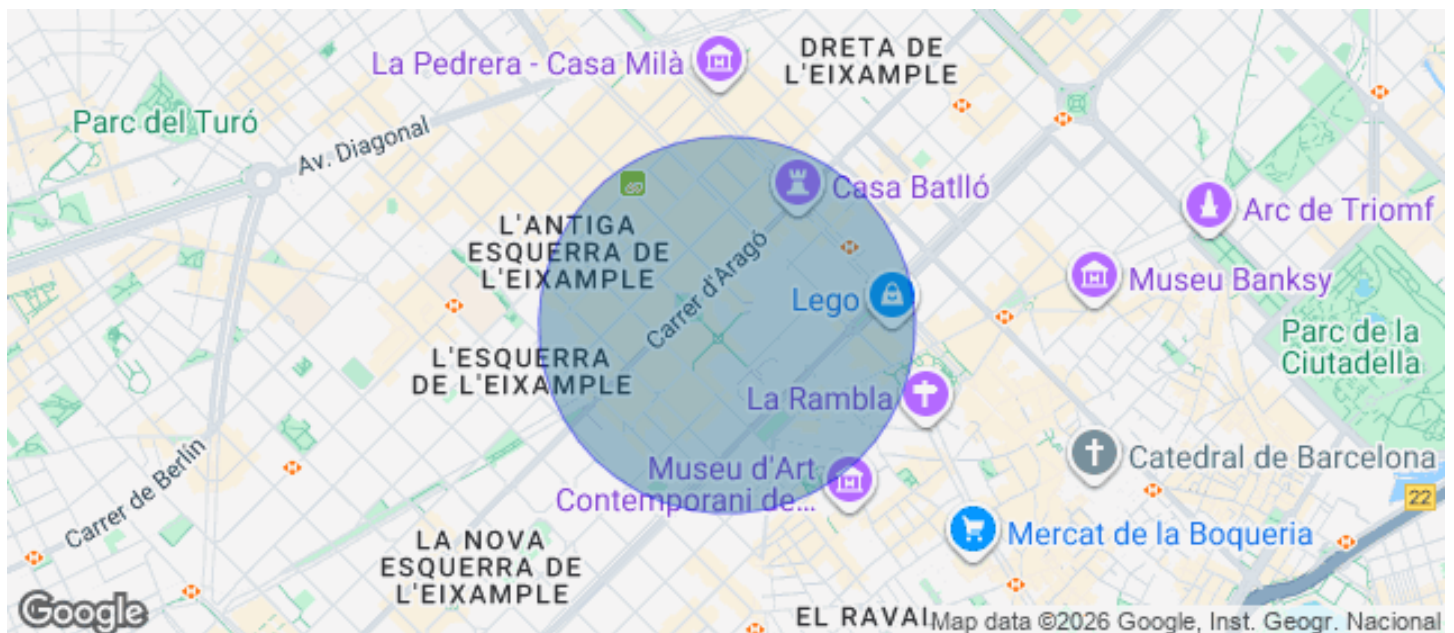 DRETA DE
L'EIXAMPLE
La Pedrera - Casa Milà
Parc del Turó
Av. Diagonal
Casa Batlló
Arc de Triomf
L'ANTIGA
ESQUERRA DE
L'EIXAMPLE
Carrer d'Aragó
Museu Banksy
Lego
Parc de la
Ciutadella
L'ESQUERRA
DE L'EIXAMPLE
La Rambla
Carrer de Berlín
Museu d'Art
Contemporani de...
Catedral de Barcelona
22
LA NOVA
ESQUERRA DE
L'EIXAMPLE
Mercat de la Boqueria
EL RAVAL
Google
Map data ©2026 Google, Inst. Geogr. Nacional